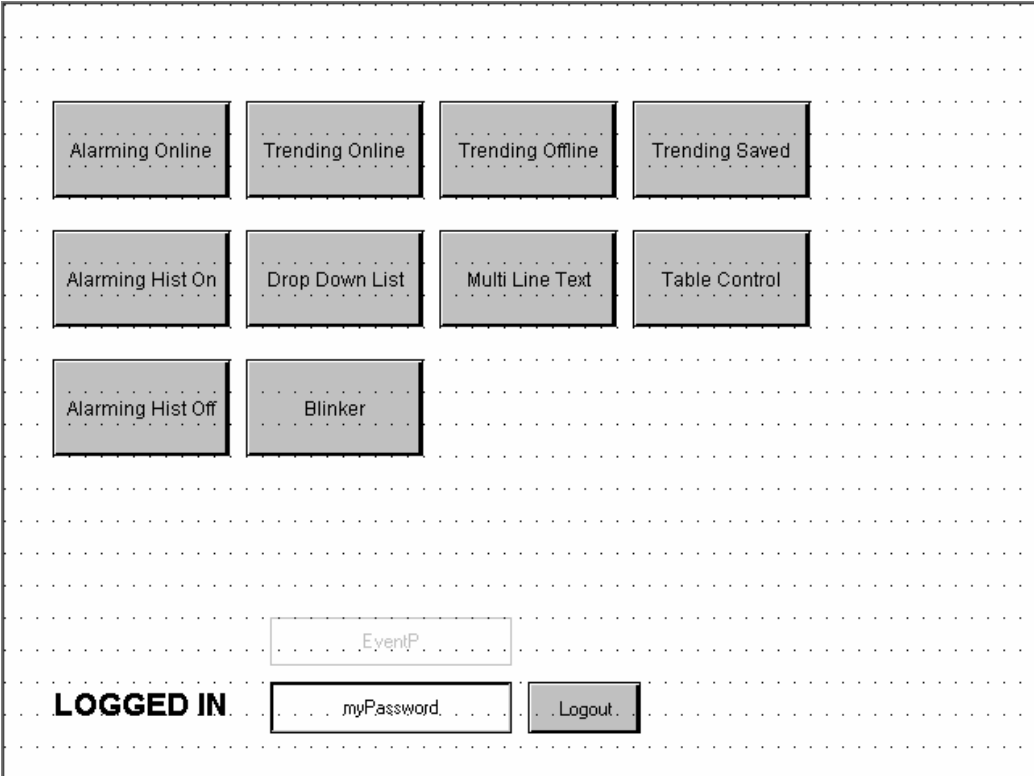 Alarming Online Trending Online Trending Offline Trending Saved
Alarming Hist On Drop Down List Multi Line Text Table Control
Alarming Hist Off Blinker
EventP
LOGGED IN myPassword Logout